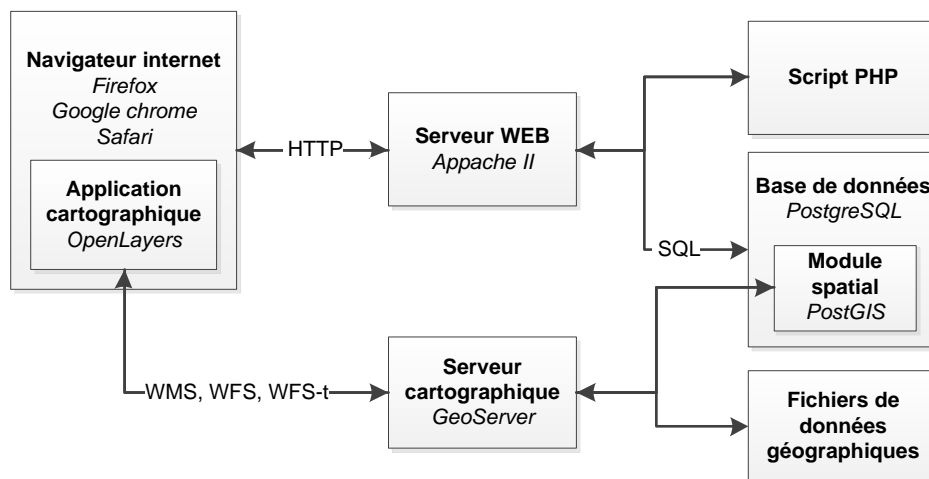 Navigateur internet
Firefox
Google chrome
Safari
Application
cartographique
OpenLayers
HTTP
Serveur WEB
Appache II
Script PHP
Base de données
PostgreSQL
SQL
Module
spatial
PostGIS
WMS, WFS, WFS-t
Serveur
cartographique
GeoServer
Fichiers de
données
géographiques